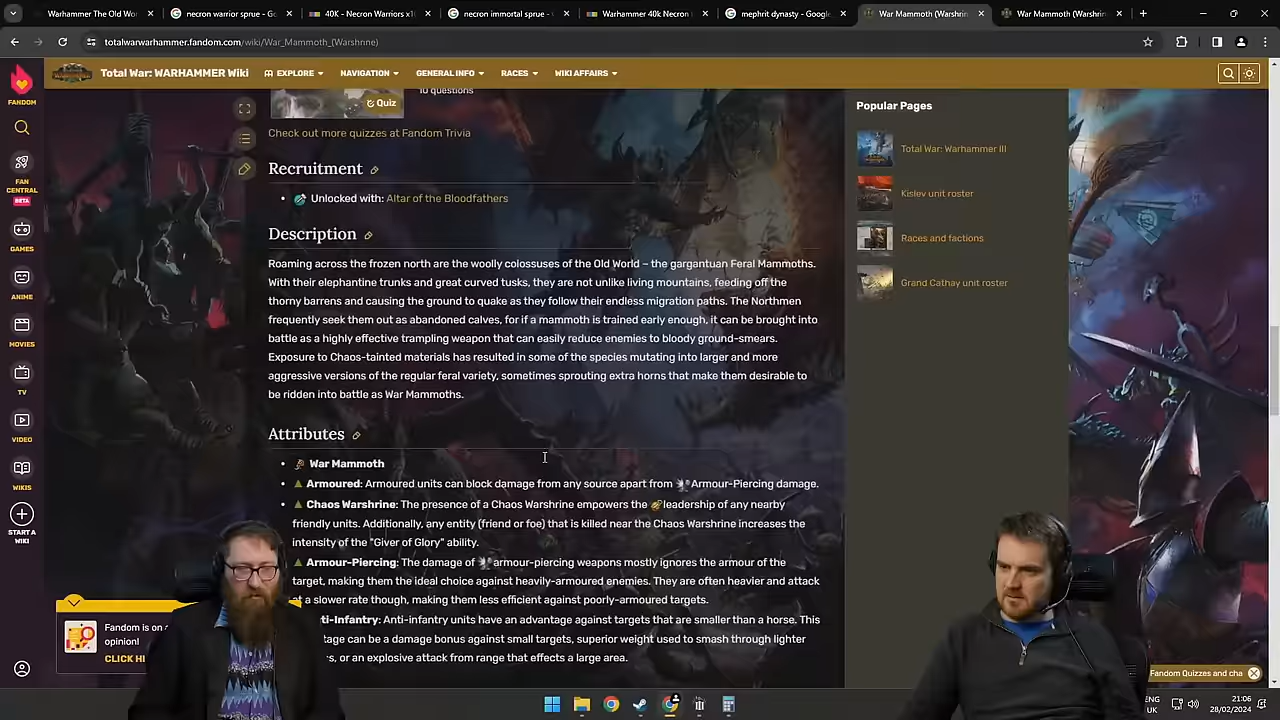 Warhammer The Old Wor
necron warrior sprue - Go
40K - Necron Warriors x1
necron immortal sprue -
Warhammer 40k Necron
mephrit dynasty - Google
War Mammoth (Warshrin
War Mammoth (Warshrin
totalwarwarhammer.fandom.com/wiki/War_Mammoth_(Warshrine)
Total War: WARHAMMER Wiki
EXPLORE
NAVIGATION
GENERAL INFO
RACES
WIKI AFFAIRS
FANDOM
FAN CENTRAL
BETA
GAMES
ANIME
MOVIES
TV
VIDEO
WIKIS
START A WIKI
10 questions
Quiz
Check out more quizzes at Fandom Trivia
Recruitment
Unlocked with: Altar of the Bloodfathers
Description
Roaming across the frozen north are the woolly colossuses of the Old World – the gargantuan Feral Mammoths.
With their elephantine trunks and great curved tusks, they are not unlike living mountains, feeding off the
thorny barrens and causing the ground to quake as they follow their endless migration paths. The Northmen
frequently seek them out as abandoned calves, for if a mammoth is trained early enough, it can be brought into
battle as a highly effective trampling weapon that can easily reduce enemies to bloody ground-smears.
Exposure to Chaos-tainted materials has resulted in some of the species mutating into larger and more
aggressive versions of the regular feral variety, sometimes sprouting extra horns that make them desirable to
be ridden into battle as War Mammoths.
Attributes
War Mammoth
Armoured: Armoured units can block damage from any source apart from Armour-Piercing damage.
Chaos Warshrine: The presence of a Chaos Warshrine empowers the leadership of any nearby
friendly units. Additionally, any entity (friend or foe) that is killed near the Chaos Warshrine increases the
intensity of the "Giver of Glory" ability.
Armour-Piercing: The damage of armour-piercing weapons mostly ignores the armour of the
target, making them the ideal choice against heavily-armoured enemies. They are often heavier and attack
at a slower rate though, making them less efficient against poorly-armoured targets.
ti-Infantry: Anti-infantry units have an advantage against targets that are smaller than a horse. This
age can be a damage bonus against small targets, superior weight used to smash through lighter
s, or an explosive attack from range that effects a large area.
Popular Pages
Total War: Warhammer III
Kislev unit roster
Races and factions
Grand Cathay unit roster
Fandom is on
opinion!
CLICK HE
Fandom Quizzes and cha
ENG
UK
21:06
28/02/2024